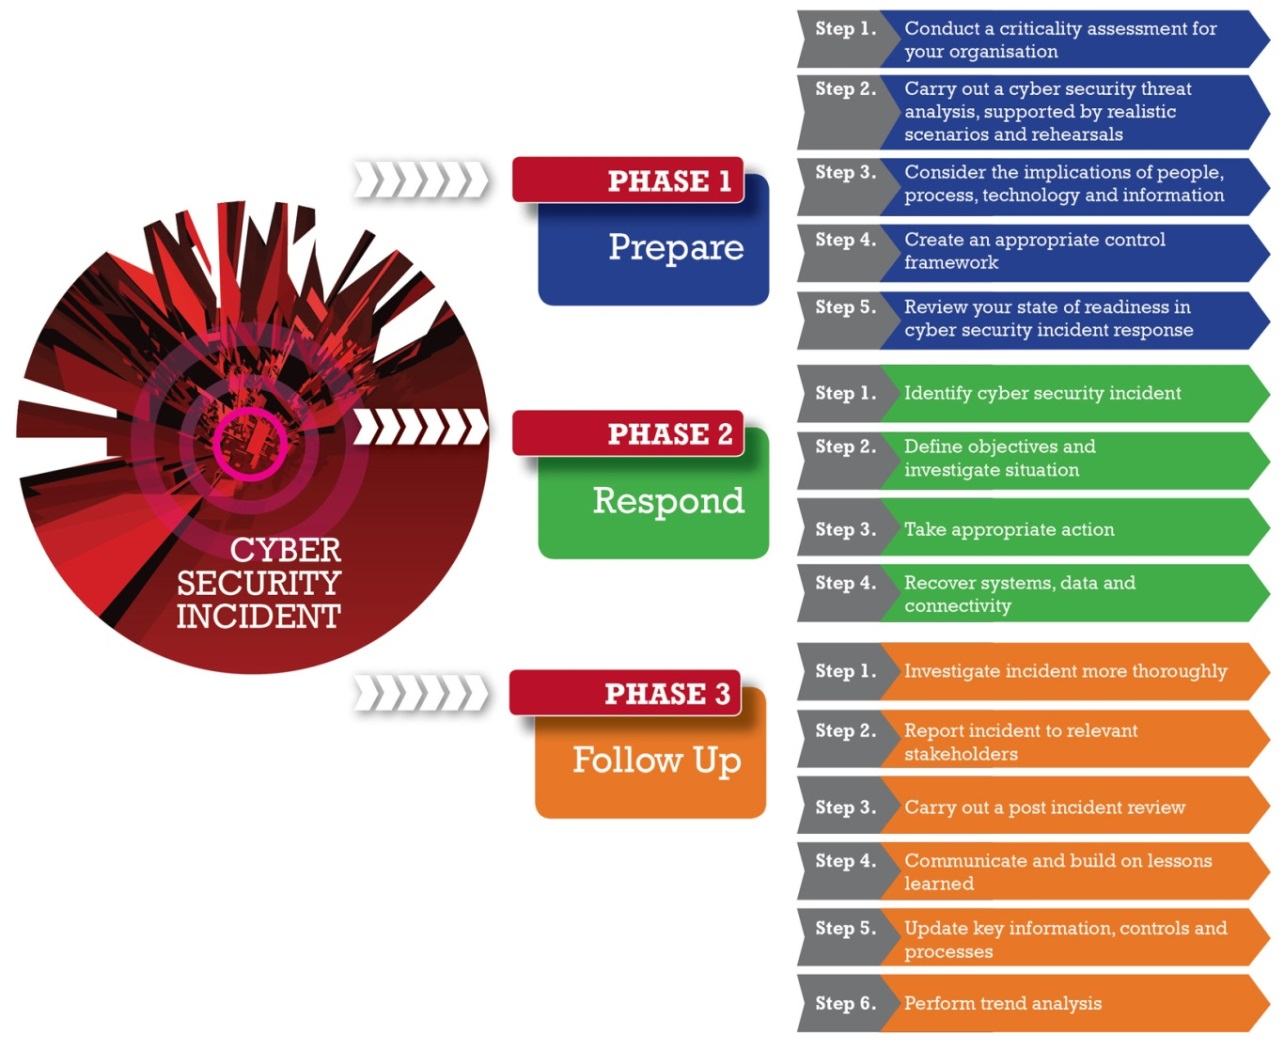 CYBER
SECURITY
INCIDENT
PHASE 1
Prepare
Step 1. Conduct a criticality assessment for
your organisation
Step 2. Carry out a cyber security threat
analysis, supported by realistic
scenarios and rehearsals
Step 3. Consider the implications of people,
process, technology and information
Step 4. Create an appropriate control
framework
Step 5. Review your state of readiness in
cyber security incident response
PHASE 2
Respond
Step 1. Identify cyber security incident
Step 2. Define objectives and
investigate situation
Step 3. Take appropriate action
Step 4. Recover systems, data and
connectivity
PHASE 3
Follow Up
Step 1. Investigate incident more thoroughly
Step 2. Report incident to relevant
stakeholders
Step 3. Carry out a post incident review
Step 4. Communicate and build on lessons
learned
Step 5. Update key information, controls and
processes
Step 6. Perform trend analysis